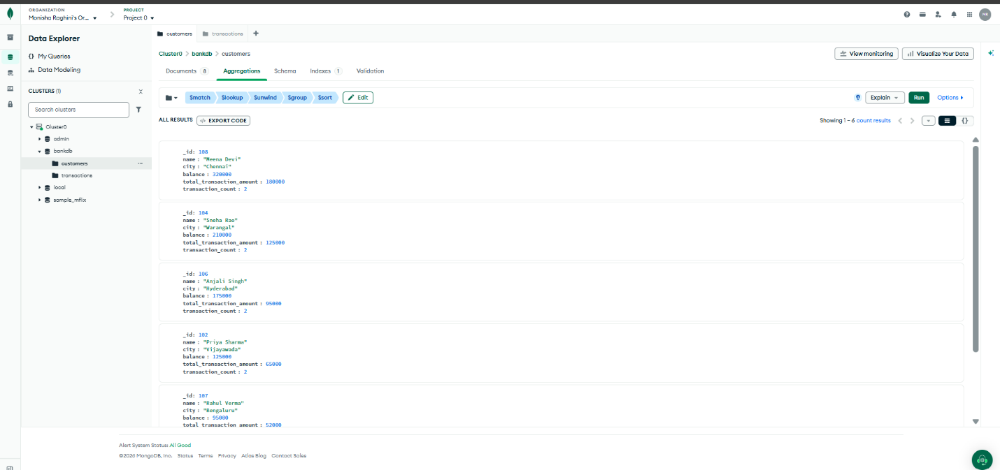 ORGANIZATION
Monisha Raghini's Or...
PROJECT
Project 0
MR
Data Explorer
{} My Queries
Data Modeling
CLUSTERS (1)
Search clusters
Cluster0
admin
bankdb
customers
transactions
local
sample_mflix
customers
transactions
Cluster0 > bankdb > customers
View monitoring
Visualize Your Data
Documents 8
Aggregations
Schema
Indexes 1
Validation
$match
$lookup
$unwind
$group
$sort
Edit
Explain
Run
Options
ALL RESULTS
</> EXPORT CODE
Showing 1 – 6 count results
{}
_id: 108
name : "Meena Devi"
city : "Chennai"
balance : 320000
total_transaction_amount : 180000
transaction_count : 2
_id: 104
name : "Sneha Rao"
city : "Warangal"
balance : 210000
total_transaction_amount : 125000
transaction_count : 2
_id: 106
name : "Anjali Singh"
city : "Hyderabad"
balance : 175000
total_transaction_amount : 95000
transaction_count : 2
_id: 102
name : "Priya Sharma"
city : "Vijayawada"
balance : 125000
total_transaction_amount : 65000
transaction_count : 2
_id: 107
name : "Rahul Verma"
city : "Bengaluru"
balance : 95000
total_transaction_amount : 52000
Alert System Status: All Good
©2026 MongoDB, Inc. Status Terms Privacy Atlas Blog Contact Sales